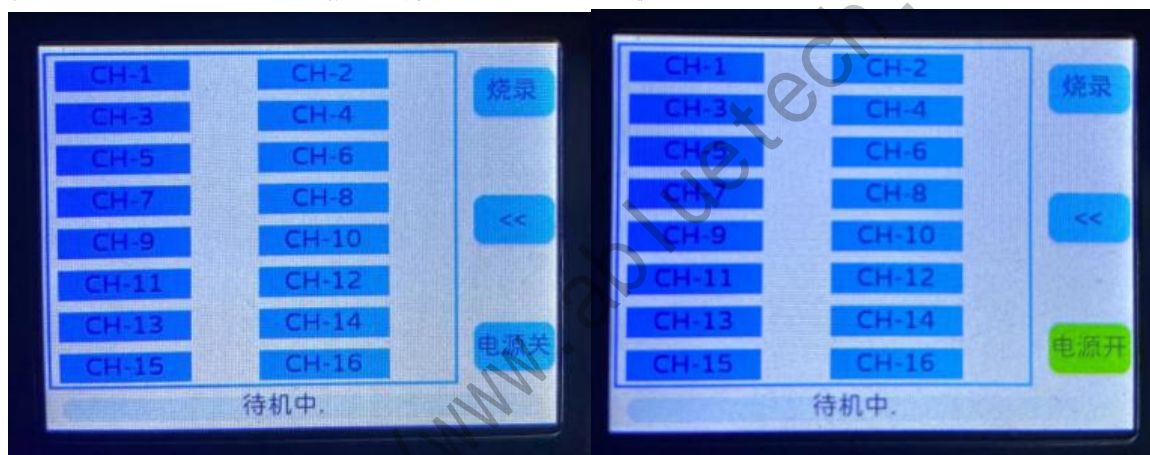 CH-1 CH-2 烧录
CH-3 CH-4
CH-5 CH-6
CH-7 CH-8 <<
CH-9 CH-10
CH-11 CH-12
CH-13 CH-14 电源关
CH-15 CH-16
待机中.
CH-1 CH-2 烧录
CH-3 CH-4
CH-5 CH-6
CH-7 CH-8 <<
CH-9 CH-10
CH-11 CH-12
CH-13 CH-14 电源开
CH-15 CH-16
待机中.
www.abluetech.